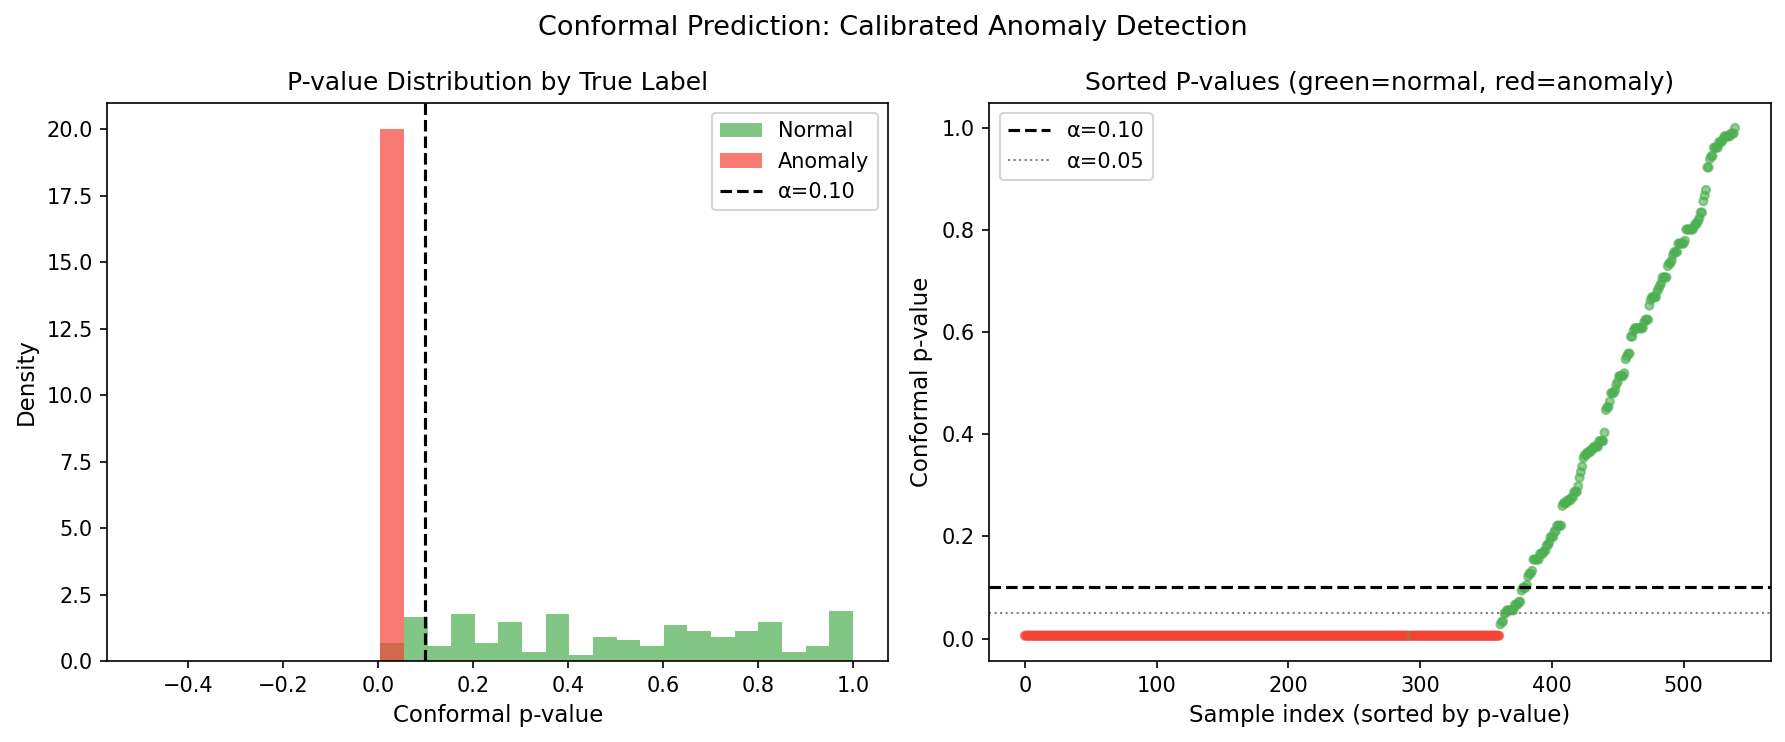 Conformal Prediction: Calibrated Anomaly Detection
P-value Distribution by True Label
Density
20.0
17.5
15.0
12.5
10.0
7.5
5.0
2.5
0.0
−0.4
−0.2
0.0
0.2
0.4
0.6
0.8
1.0
Conformal p-value
Normal
Anomaly
α=0.10
Sorted P-values (green=normal, red=anomaly)
Conformal p-value
1.0
0.8
0.6
0.4
0.2
0.0
0
100
200
300
400
500
Sample index (sorted by p-value)
α=0.10
α=0.05